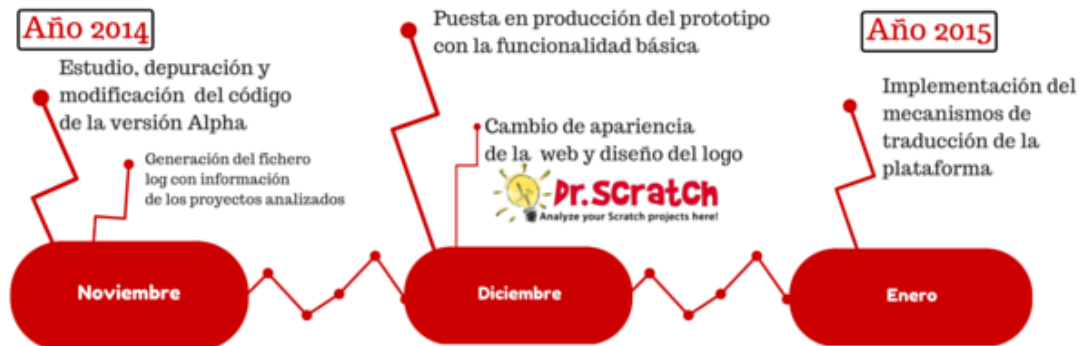 Año 2014
Estudio, depuración y
modificación del código
de la versión Alpha
Generación del fichero
log con información
de los proyectos analizados
Noviembre
Puesta en producción del prototipo
con la funcionalidad básica
Cambio de apariencia
de la web y diseño del logo
Dr.Scratch
Analyze your Scratch projects here!
Diciembre
Año 2015
Implementación del
mecanismos de
traducción de la
plataforma
Enero